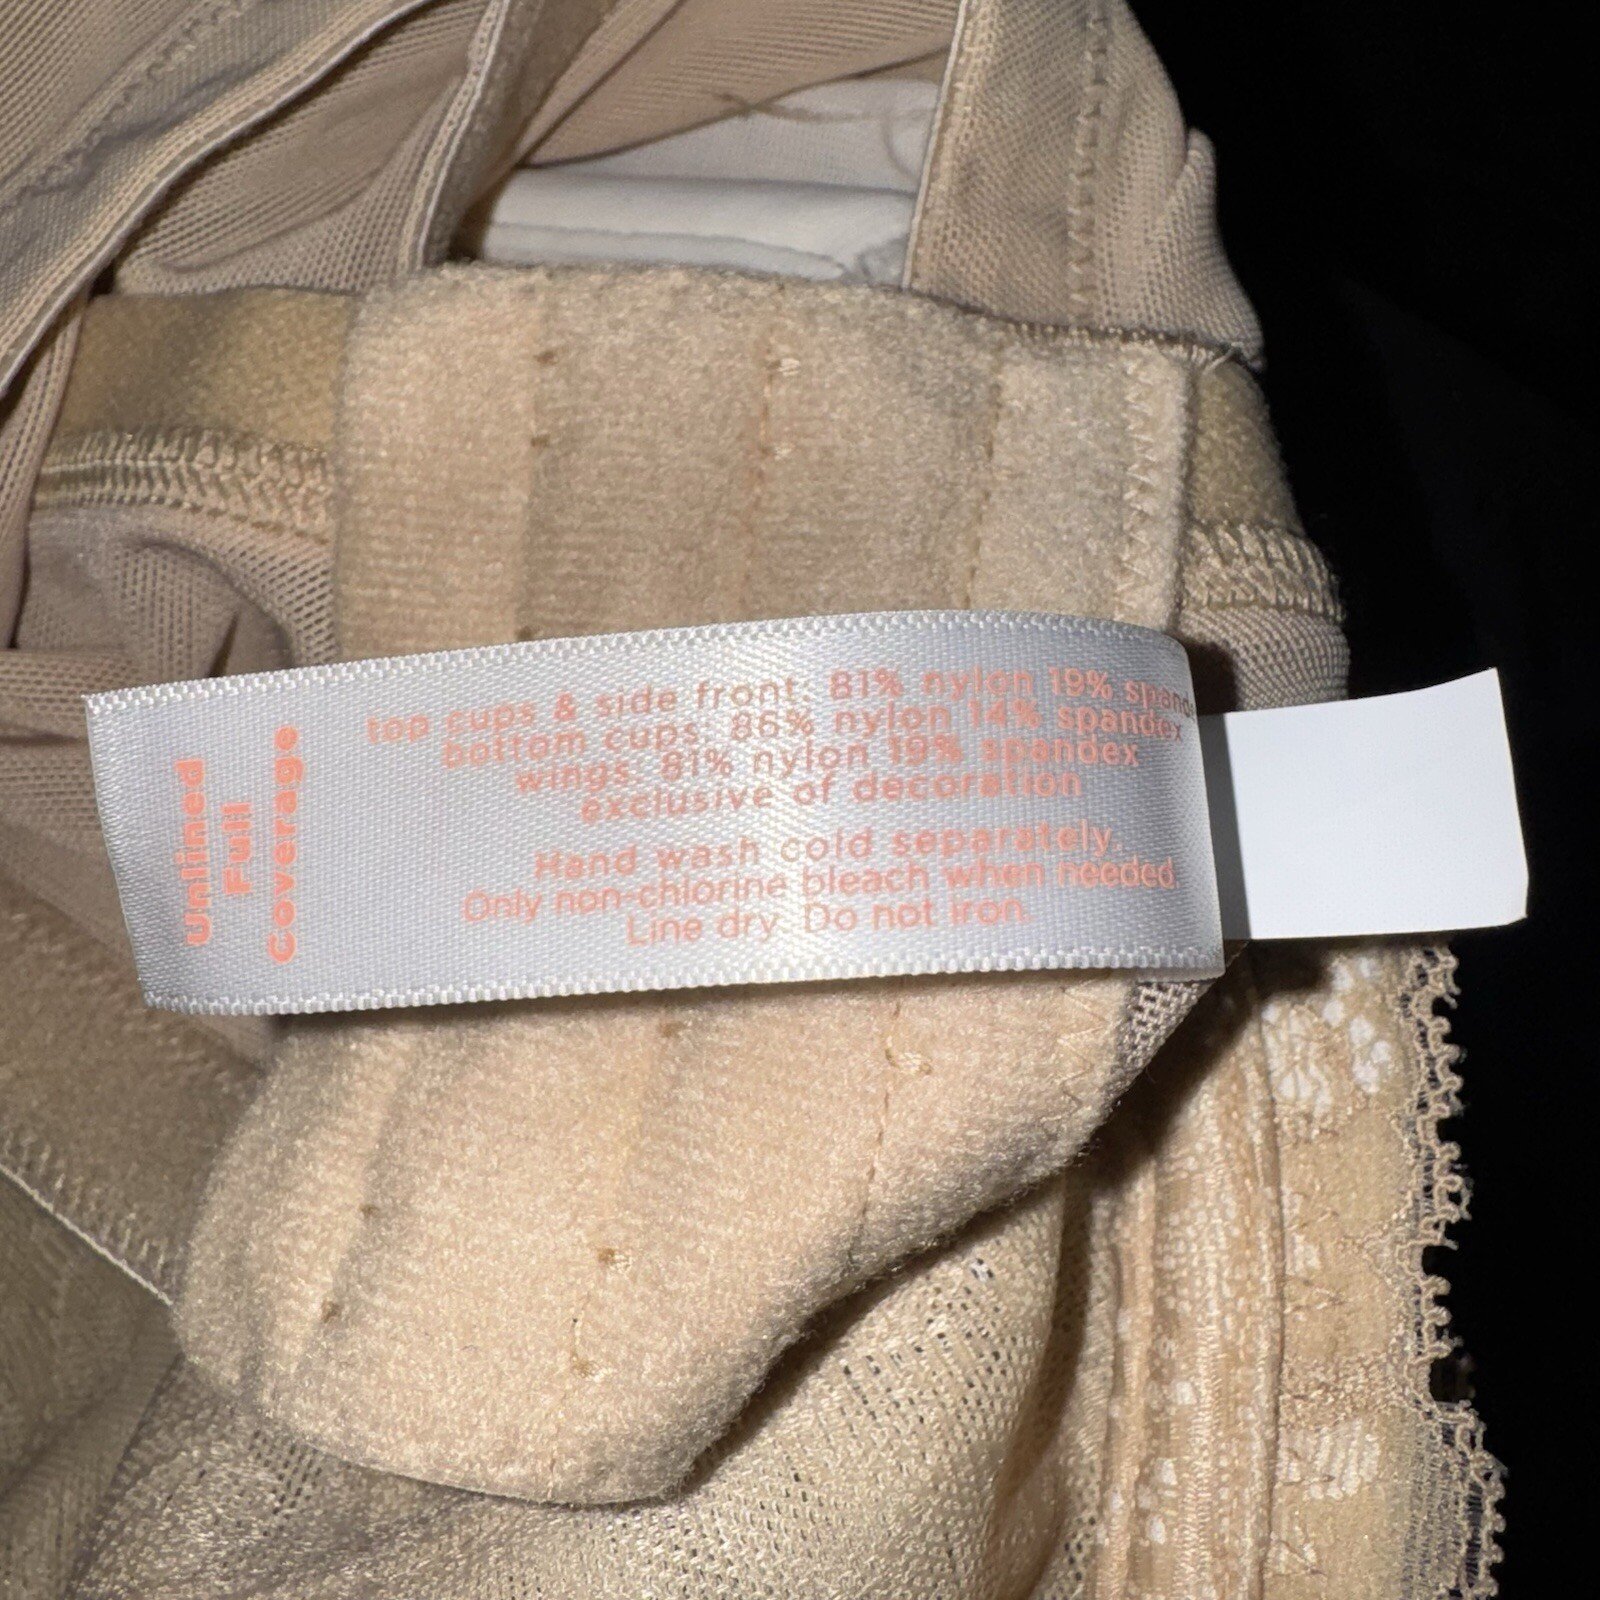 Unlined
Full
Coverage
top cups & side front: 81% nylon 19% spande
bottom cups: 86% nylon 14% spandex
wings: 81% nylon 19% spandex
exclusive of decoration
Hand wash cold separately.
Only non-chlorine bleach when needed.
Line dry. Do not iron.